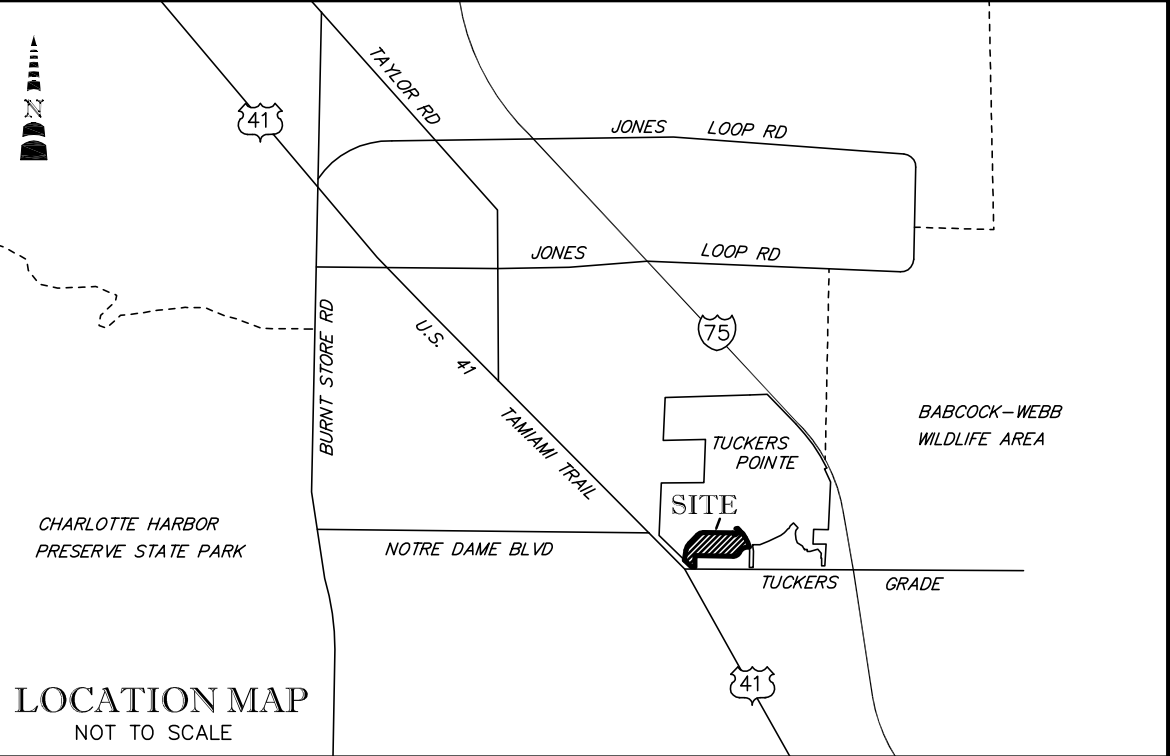 TAYLOR RD
N
41
JONES LOOP RD
JONES LOOP RD
BURNT STORE RD
U.S. 41
75
TAMIAMI TRAIL
BABCOCK-WEBB
WILDLIFE AREA
TUCKERS
POINTE
SITE
CHARLOTTE HARBOR
PRESERVE STATE PARK
NOTRE DAME BLVD
TUCKERS GRADE
41
LOCATION MAP
NOT TO SCALE